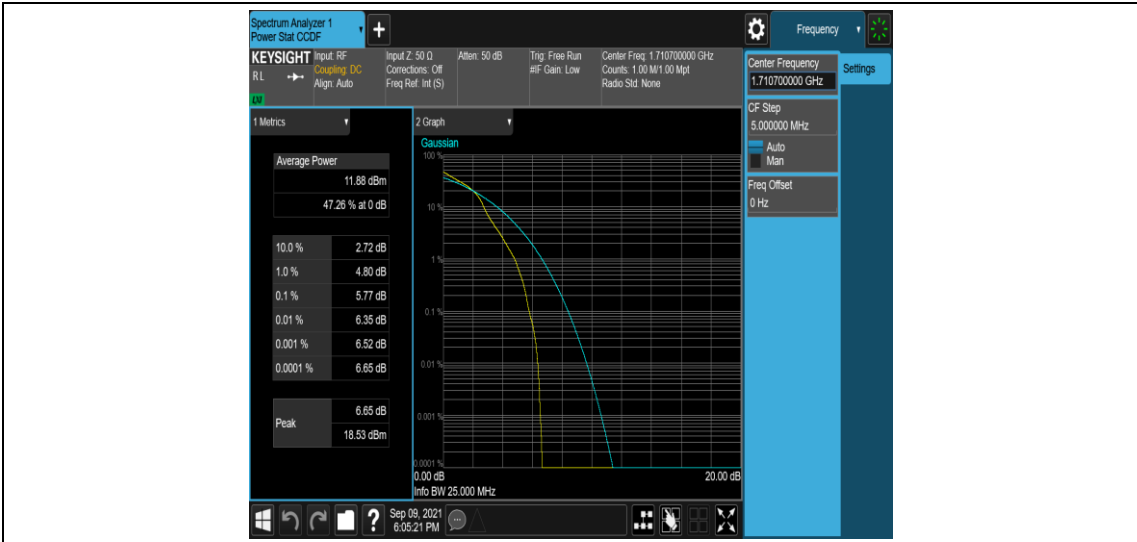 Spectrum Analyzer 1
Power Stat CCDF
+
Frequency
KEYSIGHT
R L
LXI
Input: RF
Coupling: DC
Align: Auto
Input Z: 50 Ω
Corrections: Off
Freq Ref: Int (S)
Atten: 50 dB
Trig: Free Run
#IF Gain: Low
Center Freq: 1.710700000 GHz
Counts: 1.00 M/1.00 Mpt
Radio Std: None
Center Frequency
1.710700000 GHz
Settings
CF Step
5.000000 MHz
Auto
Man
Freq Offset
0 Hz
1 Metrics
Average Power
11.88 dBm
47.26 % at 0 dB
10.0 % 2.72 dB
1.0 % 4.80 dB
0.1 % 5.77 dB
0.01 % 6.35 dB
0.001 % 6.52 dB
0.0001 % 6.65 dB
Peak
6.65 dB
18.53 dBm
2 Graph
Gaussian
100 %
10 %
1 %
0.1 %
0.01 %
0.001 %
0.0001 %
0.00 dB 20.00 dB
Info BW 25.000 MHz
?
Sep 09, 2021
6:05:21 PM